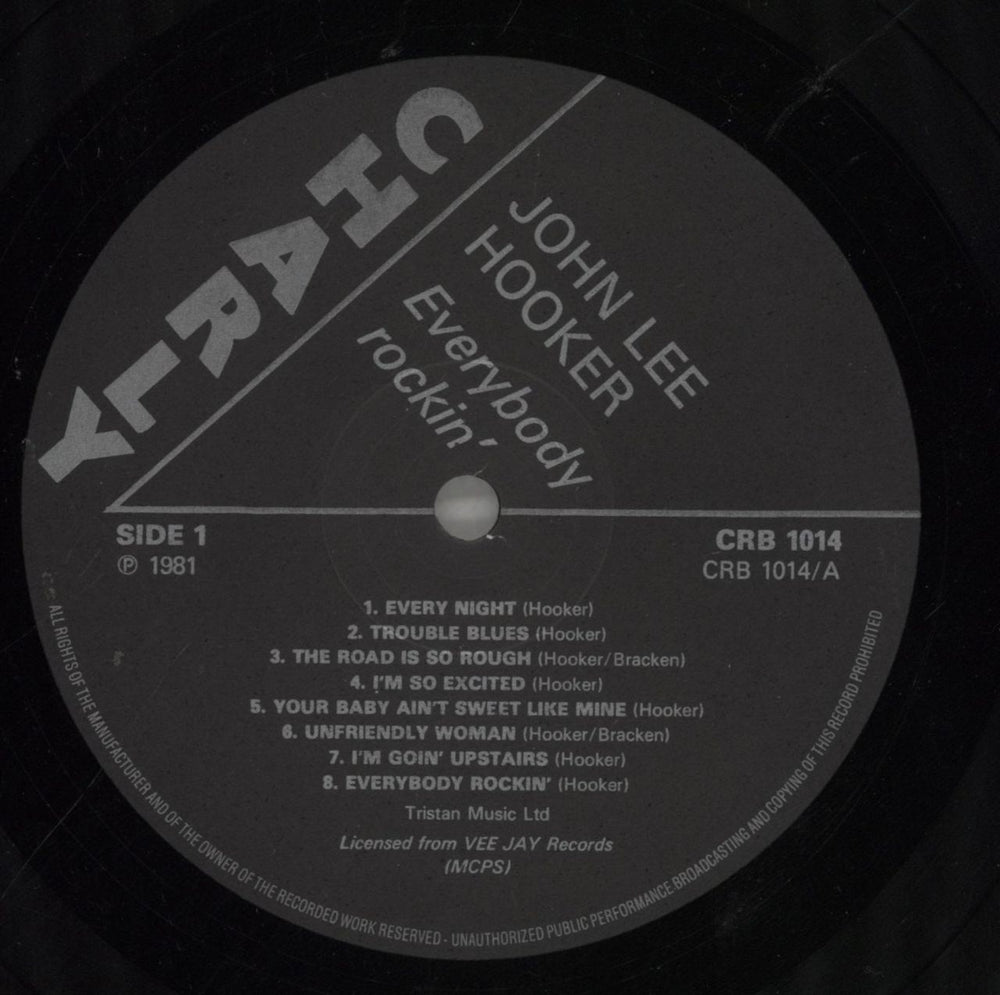 CHARLY
JOHN LEE
HOOKER
Everybody
rockin'
SIDE 1
℗ 1981
CRB 1014
CRB 1014/A
1. EVERY NIGHT (Hooker)
2. TROUBLE BLUES (Hooker)
3. THE ROAD IS SO ROUGH (Hooker/Bracken)
4. I'M SO EXCITED (Hooker)
5. YOUR BABY AIN'T SWEET LIKE MINE (Hooker)
6. UNFRIENDLY WOMAN (Hooker/Bracken)
7. I'M GOIN' UPSTAIRS (Hooker)
8. EVERYBODY ROCKIN' (Hooker)
Tristan Music Ltd
Licensed from VEE JAY Records
(MCPS)
ALL RIGHTS OF THE MANUFACTURER AND OF THE OWNER OF THE RECORDED WORK RESERVED - UNAUTHORIZED PUBLIC PERFORMANCE BROADCASTING AND COPYING OF THIS RECORD PROHIBITED